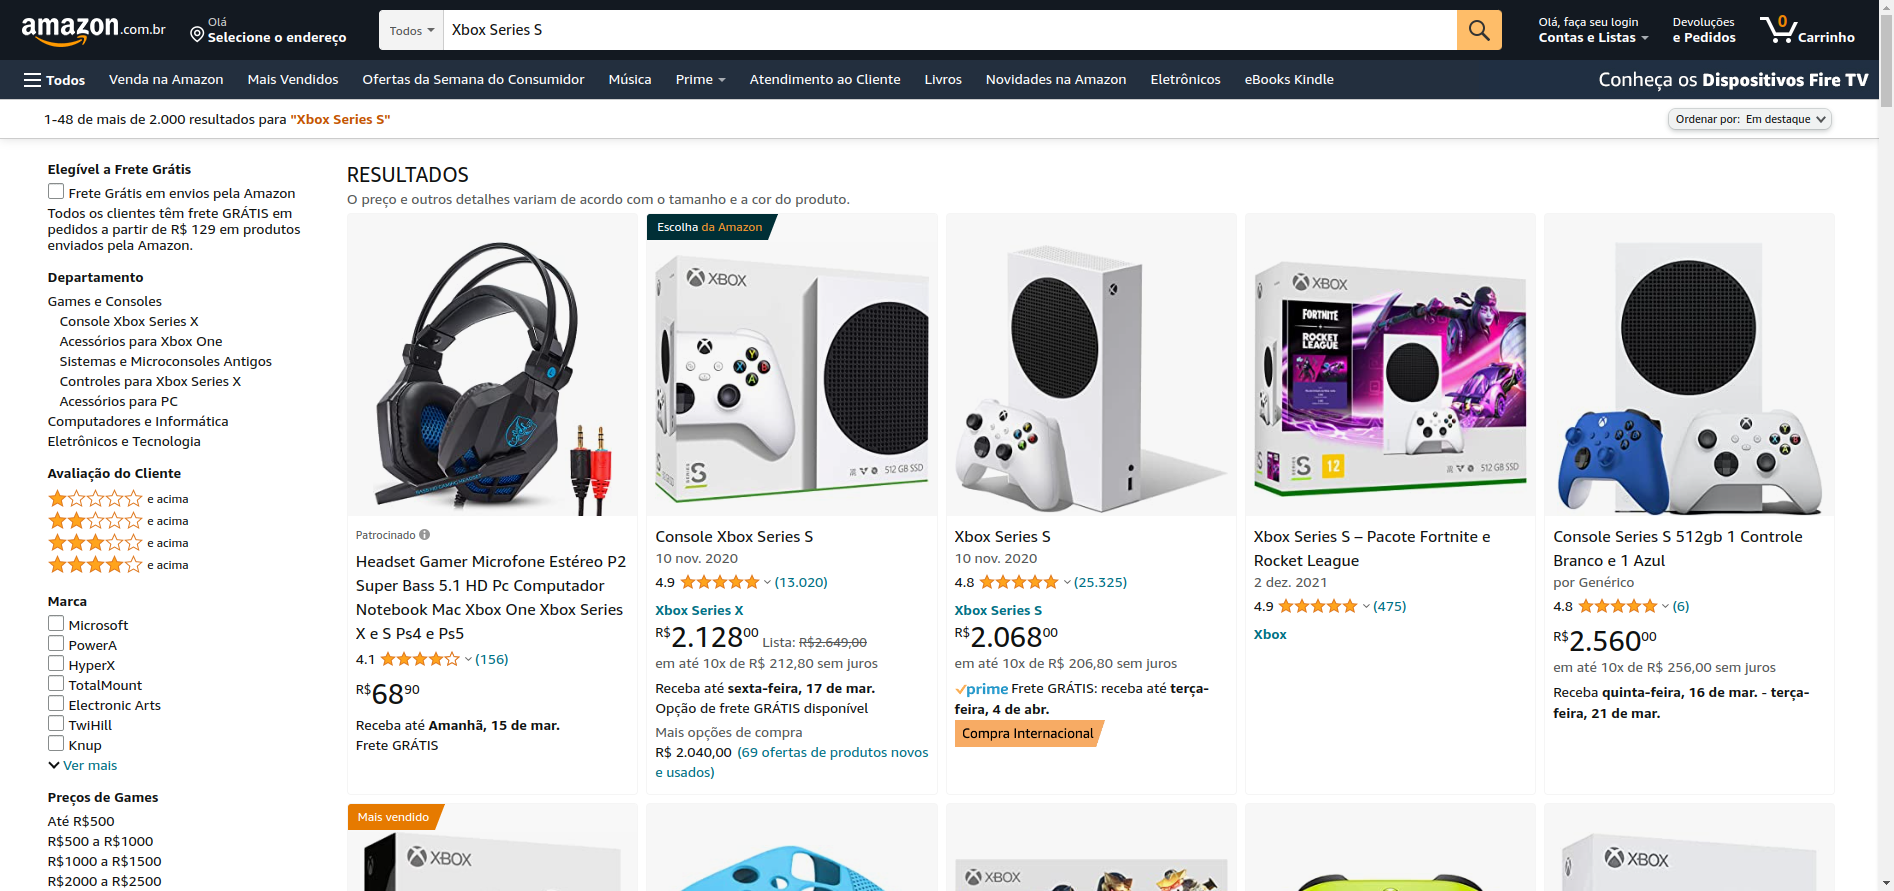 amazon.com.br
Olá
Selecione o endereço
Todos
Xbox Series S
Olá, faça seu login
Contas e Listas
Devoluções
e Pedidos
0
Carrinho
Todos
Venda na Amazon
Mais Vendidos
Ofertas da Semana do Consumidor
Música
Prime
Atendimento ao Cliente
Livros
Novidades na Amazon
Eletrônicos
eBooks Kindle
Conheça os Dispositivos Fire TV
1-48 de mais de 2.000 resultados para "Xbox Series S"
Ordenar por: Em destaque
Elegível a Frete Grátis
Frete Grátis em envios pela Amazon
Todos os clientes têm frete GRÁTIS em
pedidos a partir de R$ 129 em produtos
enviados pela Amazon.
Departamento
Games e Consoles
Console Xbox Series X
Acessórios para Xbox One
Sistemas e Microconsoles Antigos
Controles para Xbox Series X
Acessórios para PC
Computadores e Informática
Eletrônicos e Tecnologia
Avaliação do Cliente
e acima
e acima
e acima
e acima
Marca
Microsoft
PowerA
HyperX
TotalMount
Electronic Arts
TwiHill
Knup
Ver mais
Preços de Games
Até R$500
R$500 a R$1000
R$1000 a R$1500
R$2000 a R$2500
RESULTADOS
O preço e outros detalhes variam de acordo com o tamanho e a cor do produto.
Patrocinado
Headset Gamer Microfone Estéreo P2
Super Bass 5.1 HD Pc Computador
Notebook Mac Xbox One Xbox Series
X e S Ps4 e Ps5
4.1 (156)
R$6890
Receba até Amanhã, 15 de mar.
Frete GRÁTIS
Escolha da Amazon
XBOX
Y
X B
A
SERIES S
512 GB SSD
Console Xbox Series S
10 nov. 2020
4.9 (13.020)
Xbox Series X
R$2.12800 Lista: R$2.649,00
em até 10x de R$ 212,80 sem juros
Receba até sexta-feira, 17 de mar.
Opção de frete GRÁTIS disponível
Mais opções de compra
R$ 2.040,00 (69 ofertas de produtos novos
e usados)
Xbox Series S
10 nov. 2020
4.8 (25.325)
Xbox Series S
R$2.06800
em até 10x de R$ 206,80 sem juros
prime Frete GRÁTIS: receba até terça-
feira, 4 de abr.
Compra Internacional
XBOX
FORTNITE
+
ROCKET
LEAGUE
SERIES S
12
512 GB SSD
Xbox Series S – Pacote Fortnite e
Rocket League
2 dez. 2021
4.9 (475)
Xbox
Console Series S 512gb 1 Controle
Branco e 1 Azul
por Genérico
4.8 (6)
R$2.56000
em até 10x de R$ 256,00 sem juros
Receba quinta-feira, 16 de mar. - terça-
feira, 21 de mar.
Mais vendido
XBOX
XBOX
XBOX